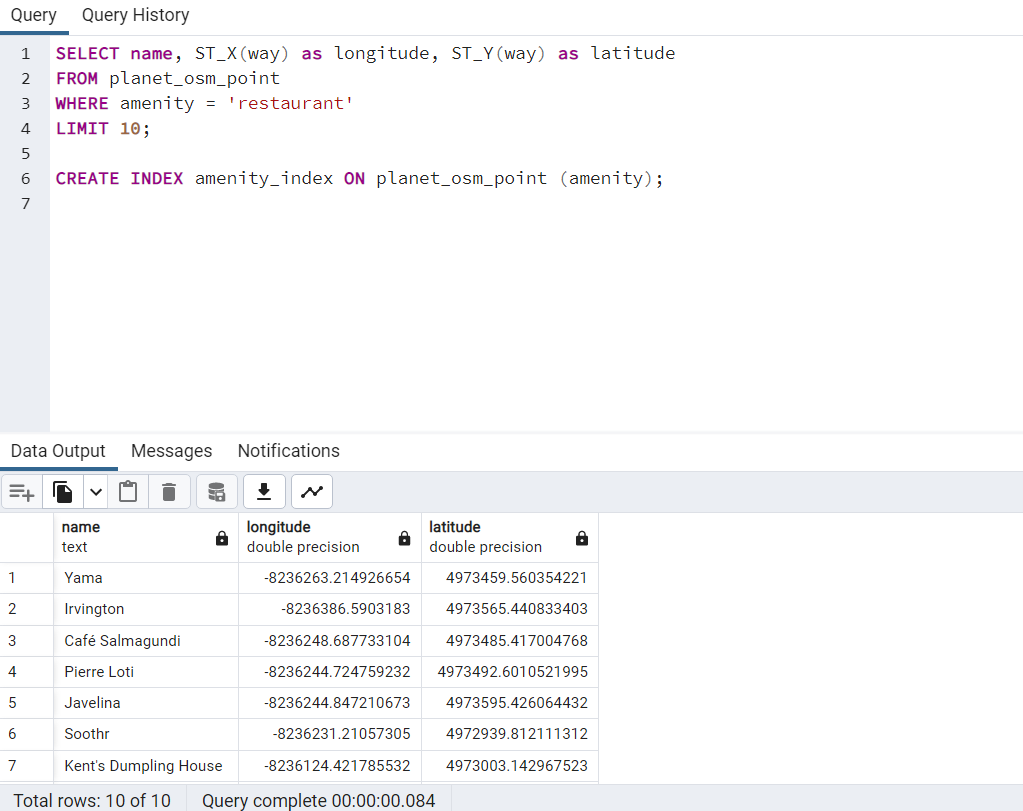 Query Query History
1 SELECT name, ST_X(way) as longitude, ST_Y(way) as latitude
2 FROM planet_osm_point
3 WHERE amenity = 'restaurant'
4 LIMIT 10;
5
6 CREATE INDEX amenity_index ON planet_osm_point (amenity);
7
Data Output Messages Notifications
name longitude latitude
text double precision double precision
1 Yama -8236263.214926654 4973459.560354221
2 Irvington -8236386.5903183 4973565.440833403
3 Café Salmagundi -8236248.687733104 4973485.417004768
4 Pierre Loti -8236244.724759232 4973492.6010521995
5 Javelina -8236244.847210673 4973595.426064432
6 Soothr -8236231.21057305 4972939.812111312
7 Kent's Dumpling House -8236124.421785532 4973003.142967523
Total rows: 10 of 10 Query complete 00:00:00.084